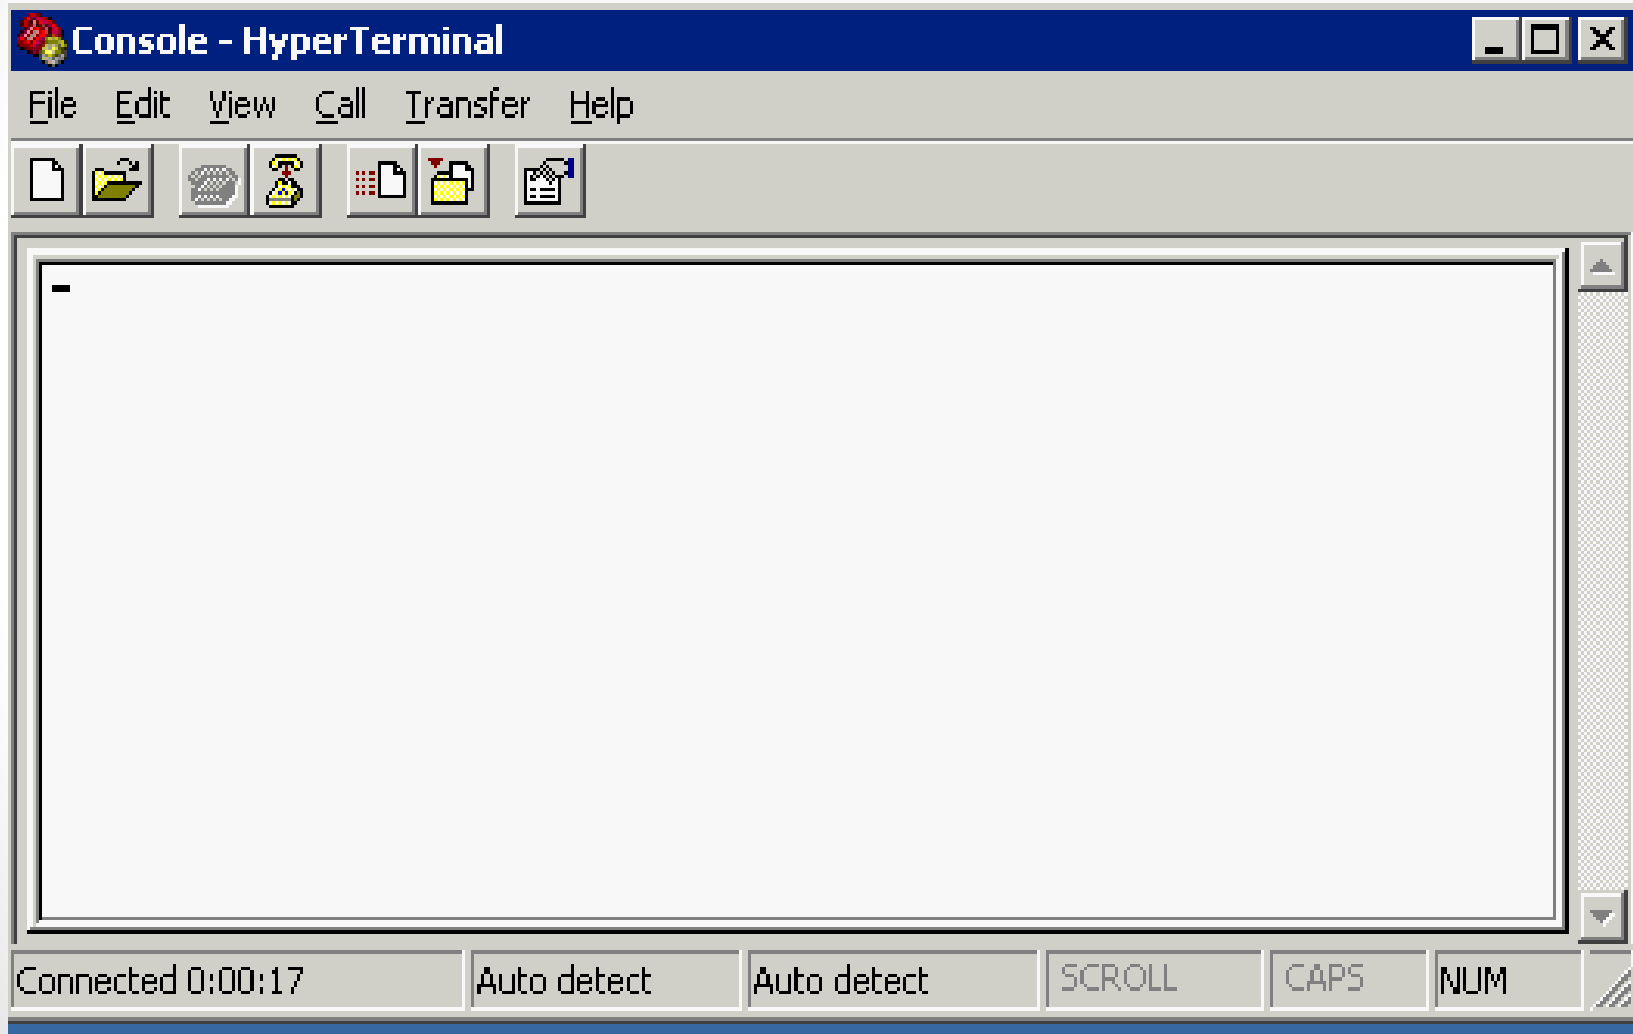 Console - HyperTerminal
File Edit View Call Transfer Help
Connected 0:00:17 Auto detect Auto detect SCROLL CAPS NUM